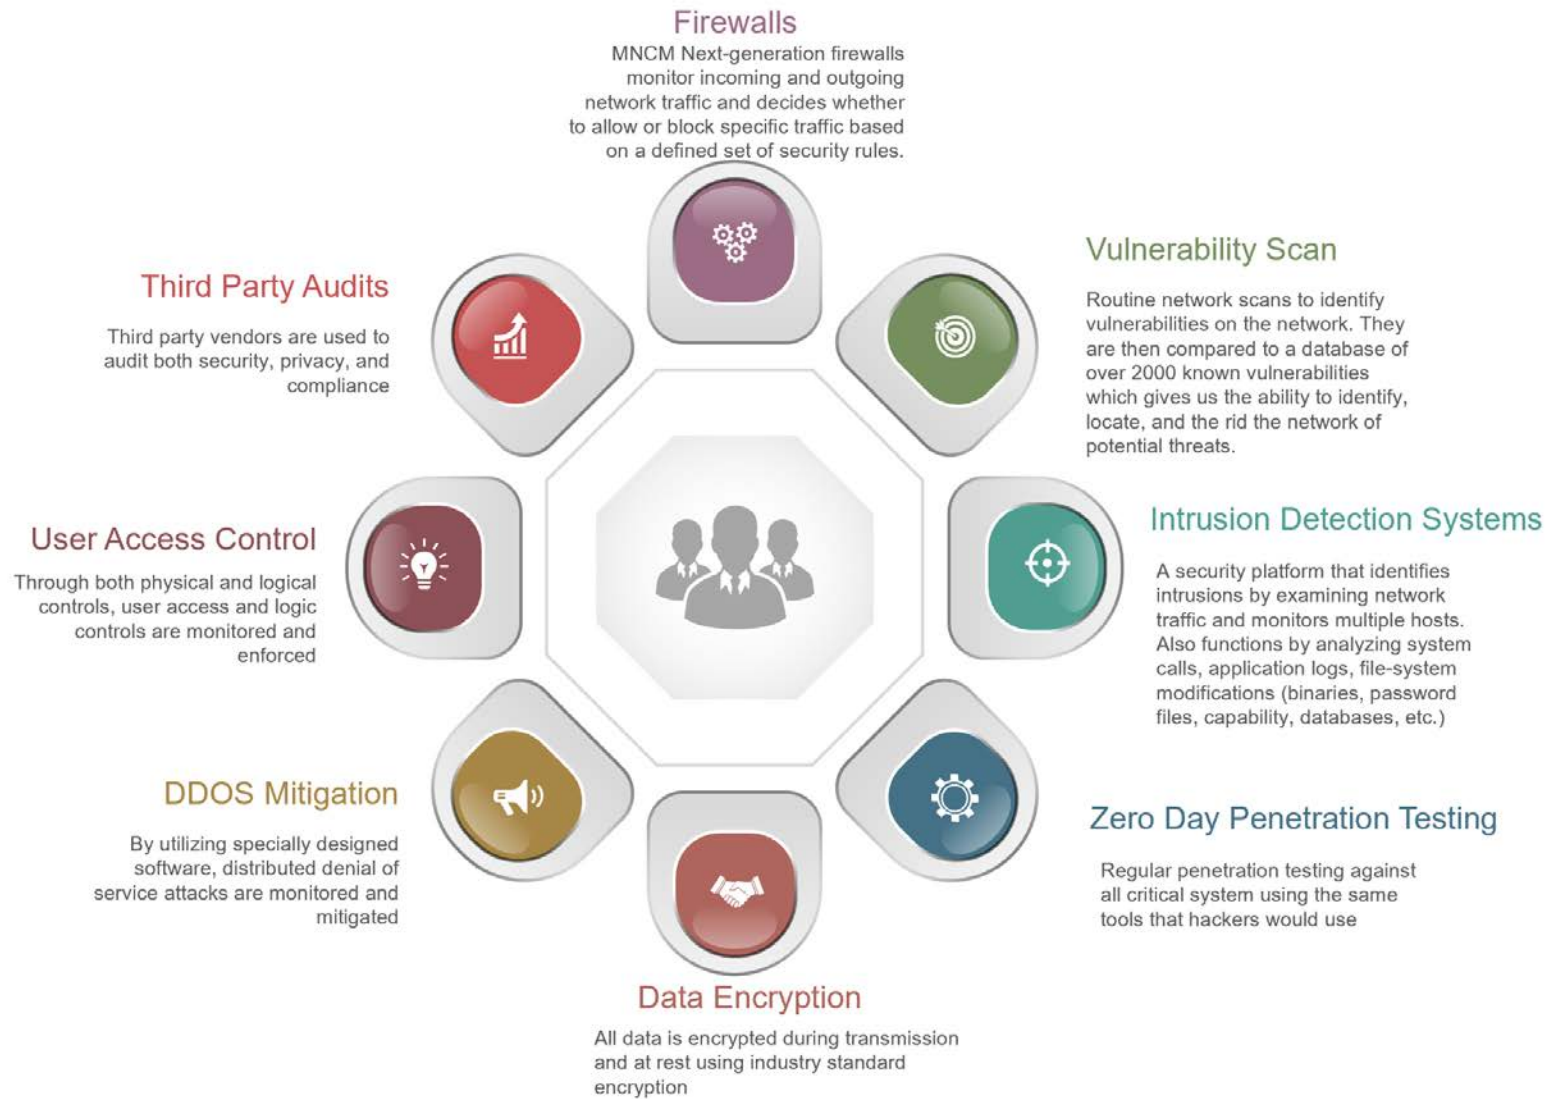 Firewalls
MNCM Next-generation firewalls
monitor incoming and outgoing
network traffic and decides whether
to allow or block specific traffic based
on a defined set of security rules.
Vulnerability Scan
Routine network scans to identify
vulnerabilities on the network. They
are then compared to a database of
over 2000 known vulnerabilities
which gives us the ability to identify,
locate, and the rid the network of
potential threats.
Intrusion Detection Systems
A security platform that identifies
intrusions by examining network
traffic and monitors multiple hosts.
Also functions by analyzing system
calls, application logs, file-system
modifications (binaries, password
files, capability, databases, etc.)
Zero Day Penetration Testing
Regular penetration testing against
all critical system using the same
tools that hackers would use
Data Encryption
All data is encrypted during transmission
and at rest using industry standard
encryption
DDOS Mitigation
By utilizing specially designed
software, distributed denial of
service attacks are monitored and
mitigated
User Access Control
Through both physical and logical
controls, user access and logic
controls are monitored and
enforced
Third Party Audits
Third party vendors are used to
audit both security, privacy, and
compliance